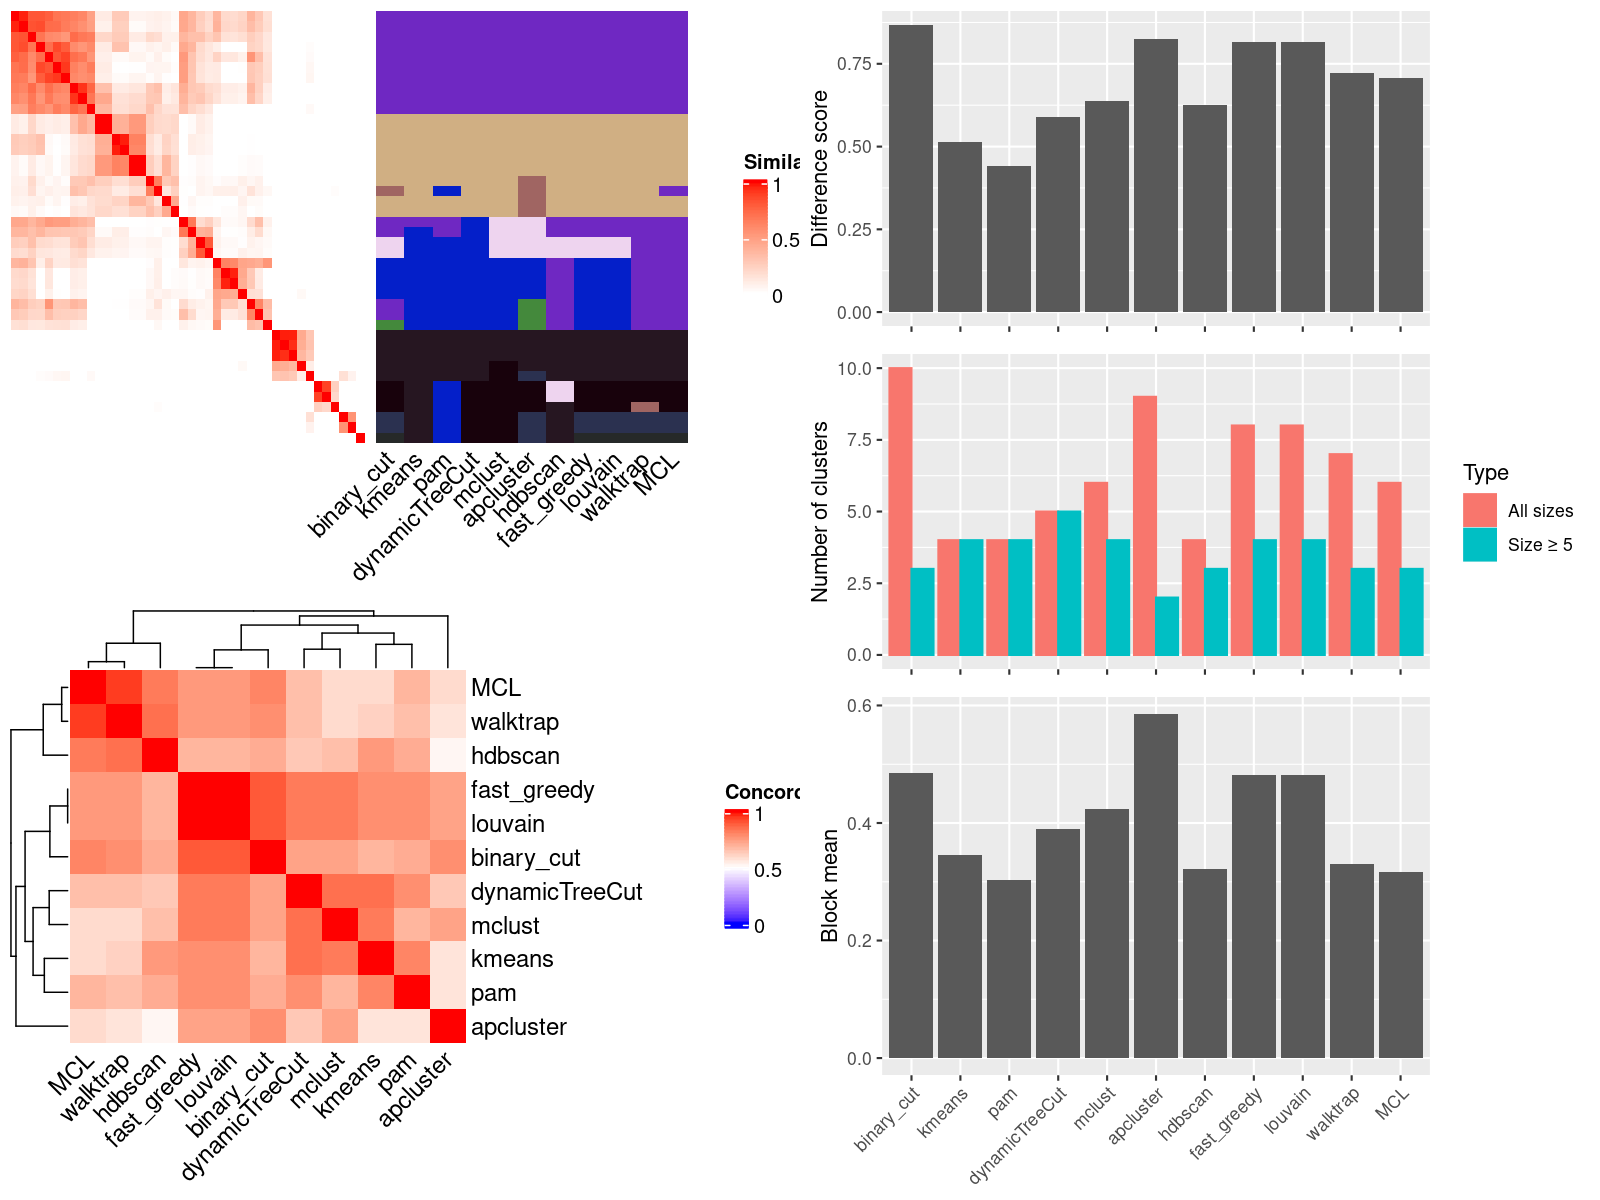 Simila
1
0.5
0
binary_cut
kmeans
pam
dynamicTreeCut
mclust
apcluster
hdbscan
fast_greedy
louvain
walktrap
MCL
MCL
walktrap
hdbscan
fast_greedy
louvain
binary_cut
dynamicTreeCut
mclust
kmeans
pam
apcluster
MCL
walktrap
hdbscan
fast_greedy
louvain
binary_cut
dynamicTreeCut
mclust
kmeans
pam
apcluster
Concord
1
0.5
0
Difference score
0.75
0.50
0.25
0.00
Number of clusters
10.0
7.5
5.0
2.5
0.0
Type
All sizes
Size ≥ 5
Block mean
0.6
0.4
0.2
0.0
binary_cut
kmeans
pam
dynamicTreeCut
mclust
apcluster
hdbscan
fast_greedy
louvain
walktrap
MCL